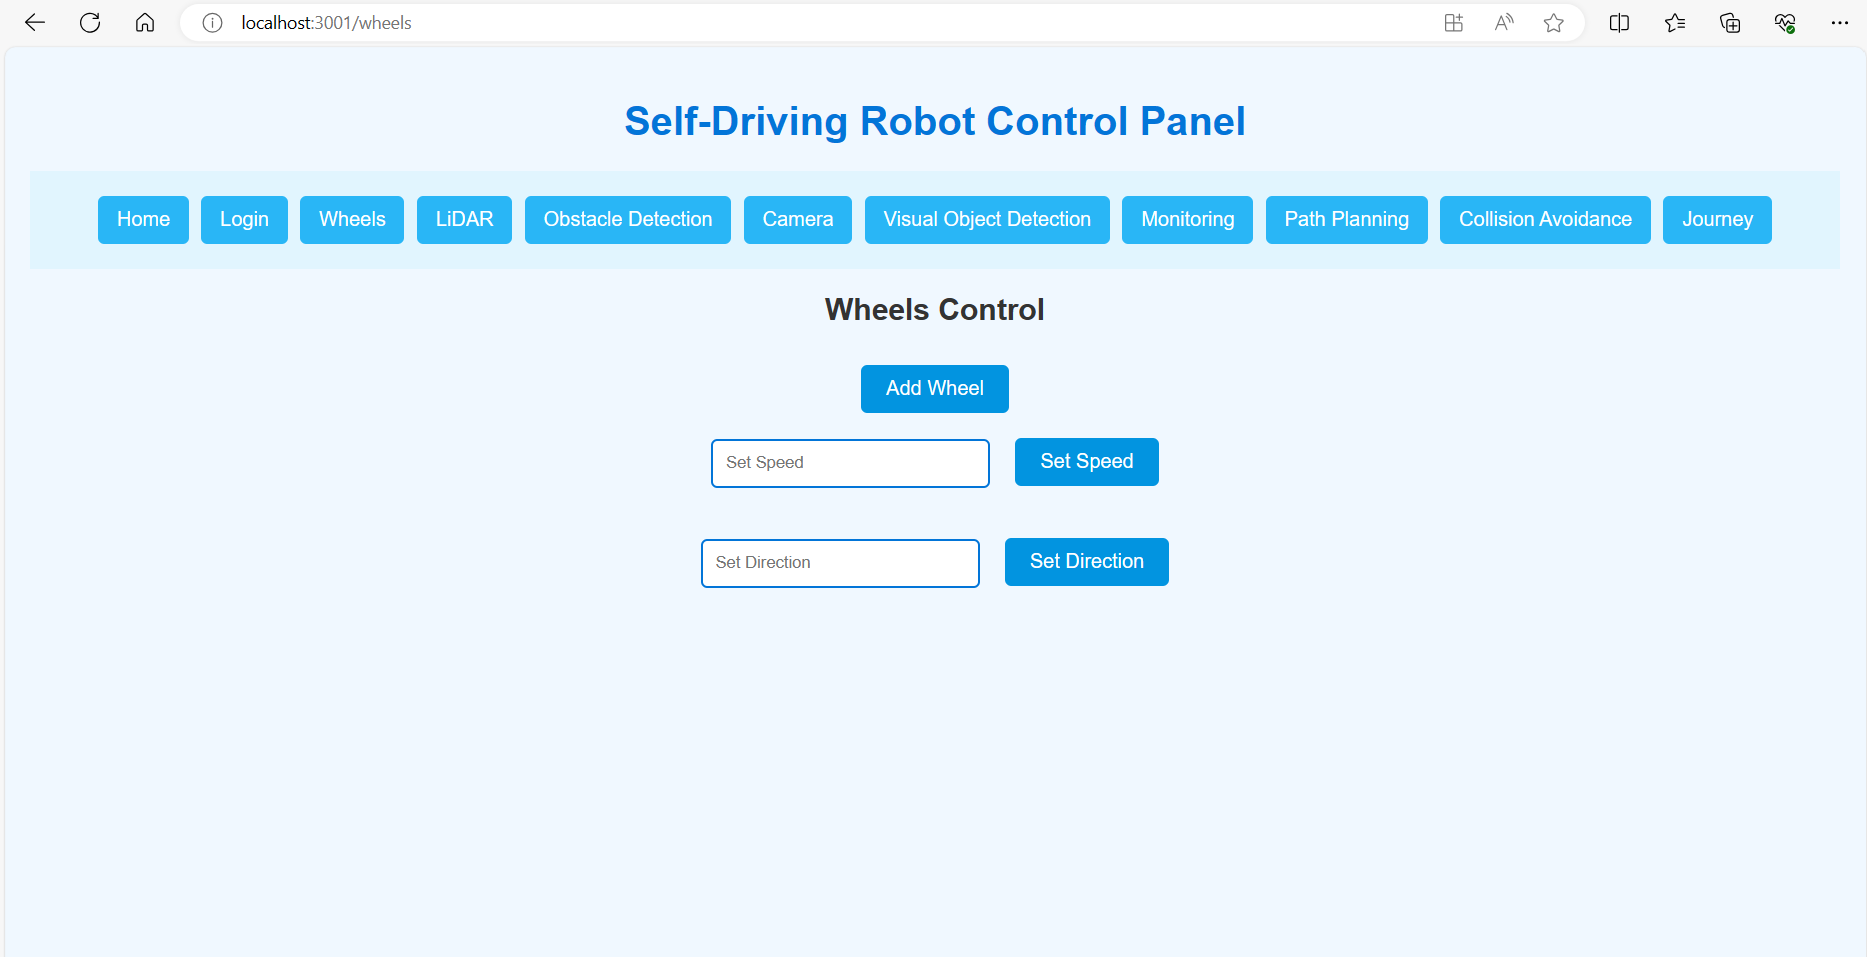 localhost:3001/wheels
Self-Driving Robot Control Panel
Home Login Wheels LiDAR Obstacle Detection Camera Visual Object Detection Monitoring Path Planning Collision Avoidance Journey
Wheels Control
Add Wheel
Set Speed Set Speed
Set Direction Set Direction